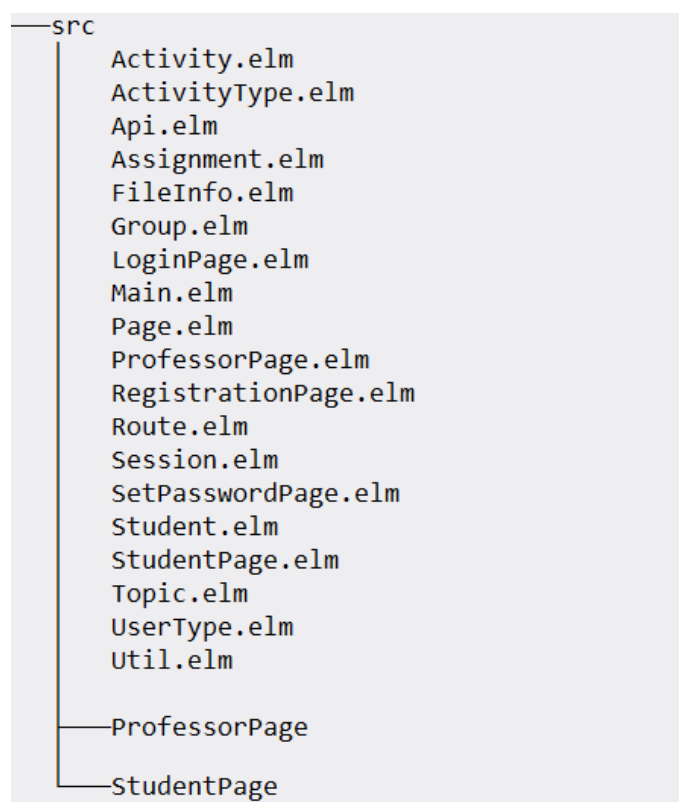 src
Activity.elm
ActivityType.elm
Api.elm
Assignment.elm
FileInfo.elm
Group.elm
LoginPage.elm
Main.elm
Page.elm
ProfessorPage.elm
RegistrationPage.elm
Route.elm
Session.elm
SetPasswordPage.elm
Student.elm
StudentPage.elm
Topic.elm
UserType.elm
Util.elm
ProfessorPage
StudentPage